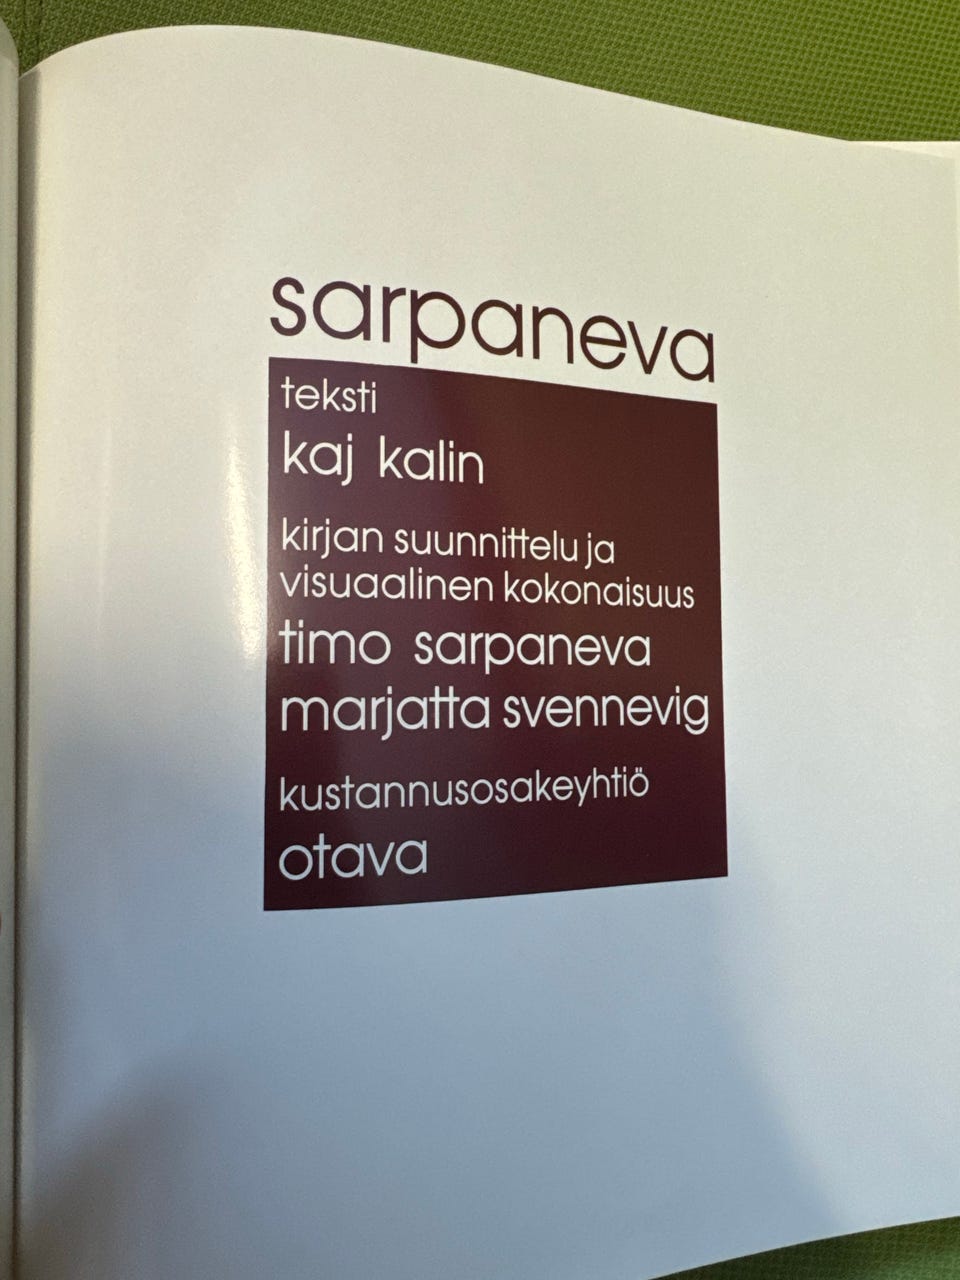 sarpaneva
teksti
kaj kalin
kirjan suunnittelu ja
visuaalinen kokonaisuus
timo sarpaneva
marjatta svennevig
kustannusosakeyhtiö
otava